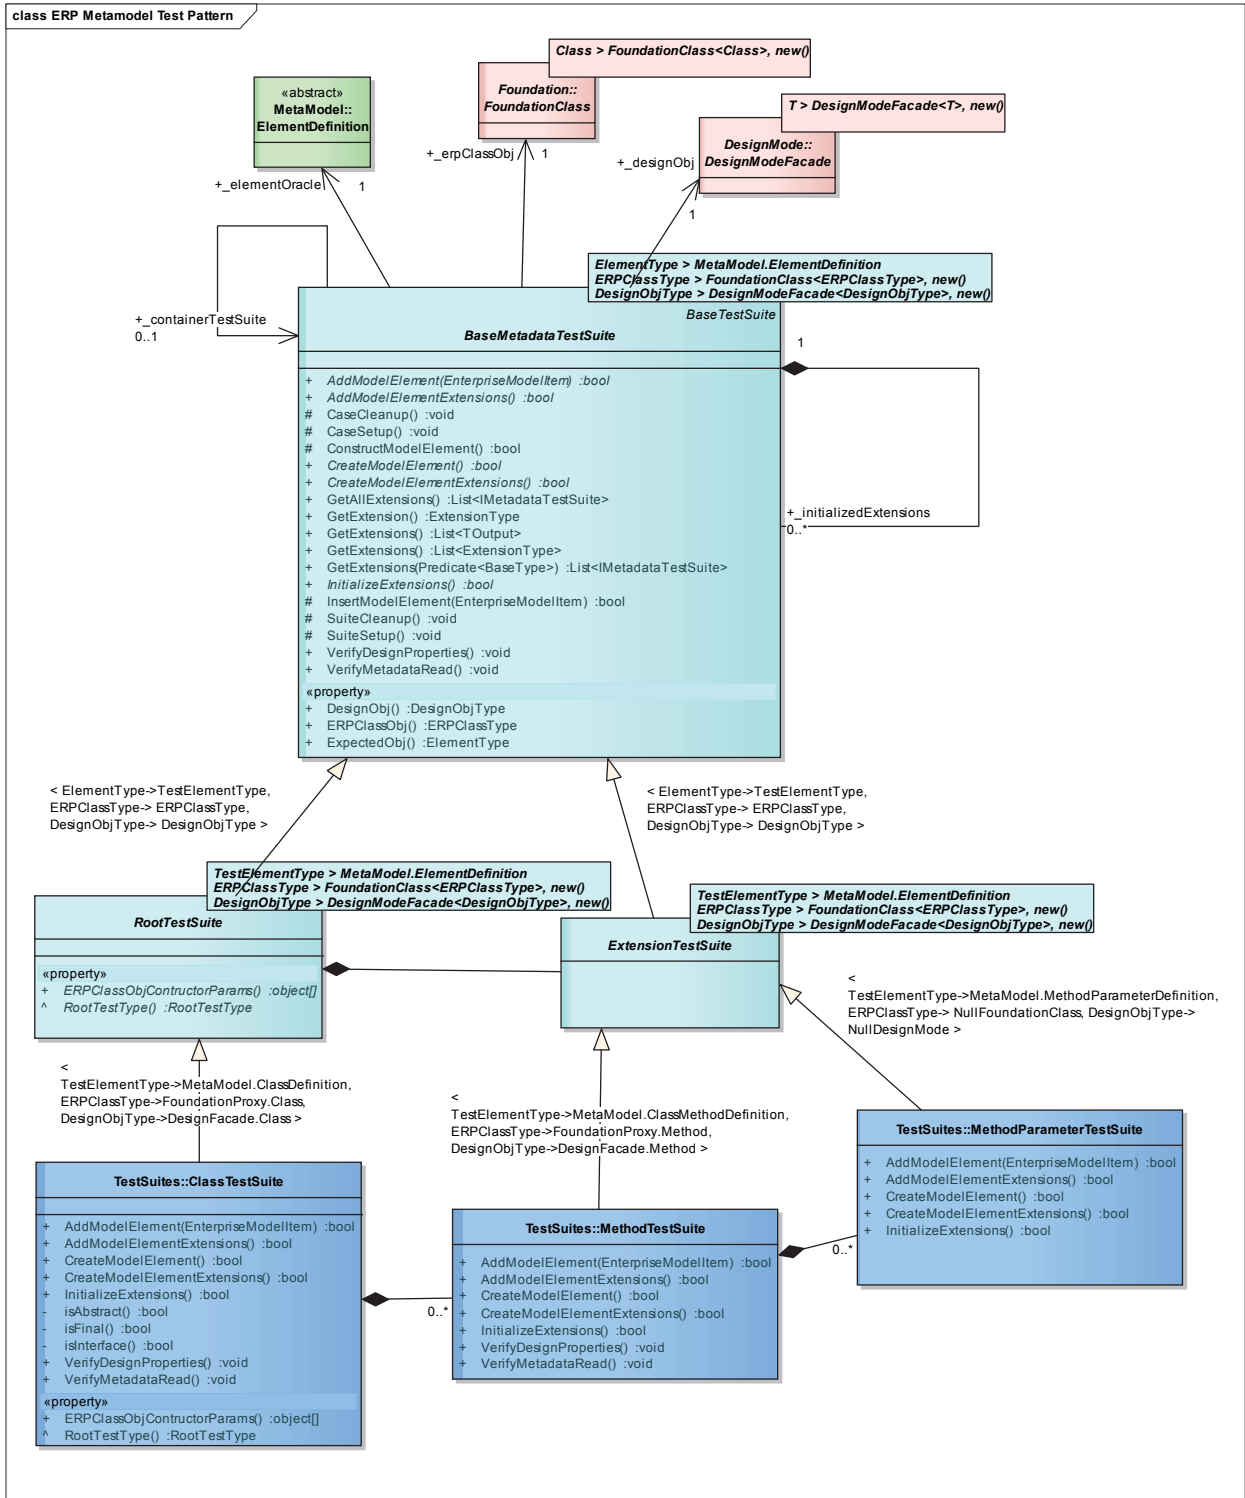 class ERP Metamodel Test Pattern
Class > FoundationClass<Class>, new()
Foundation::
FoundationClass
«abstract»
MetaModel::
ElementDefinition
T > DesignModeFacade<T>, new()
DesignMode::
DesignModeFacade
+_erpClassObj
1
+_designObj
+_elementOracle
1
1
ElementType > MetaModel.ElementDefinition
ERPClassType > FoundationClass<ERPClassType>, new()
DesignObjType > DesignModeFacade<DesignObjType>, new()
+_containerTestSuite
0..1
BaseTestSuite
BaseMetadataTestSuite
1
+ AddModelElement(EnterpriseModelItem) :bool
+ AddModelElementExtensions() :bool
# CaseCleanup() :void
# CaseSetup() :void
# ConstructModelElement() :bool
+ CreateModelElement() :bool
+ CreateModelElementExtensions() :bool
+ GetAllExtensions() :List<IMetadataTestSuite>
+ GetExtension() :ExtensionType
+ GetExtensions() :List<TOutput>
+ GetExtensions() :List<ExtensionType>
+ GetExtensions(Predicate<BaseType>) :List<IMetadataTestSuite>
+ InitializeExtensions() :bool
# InsertModelElement(EnterpriseModelItem) :bool
# SuiteCleanup() :void
# SuiteSetup() :void
+ VerifyDesignProperties() :void
+ VerifyMetadataRead() :void
«property»
+ DesignObj() :DesignObjType
+ ERPClassObj() :ERPClassType
+ ExpectedObj() :ElementType
+_initializedExtensions
0..*
< ElementType->TestElementType,
ERPClassType-> ERPClassType,
DesignObjType-> DesignObjType >
< ElementType->TestElementType,
ERPClassType-> ERPClassType,
DesignObjType-> DesignObjType >
TestElementType > MetaModel.ElementDefinition
ERPClassType > FoundationClass<ERPClassType>, new()
DesignObjType > DesignModeFacade<DesignObjType>, new()
RootTestSuite
«property»
+ ERPClassObjContructorParams() :object[]
^ RootTestType() :RootTestType
TestElementType > MetaModel.ElementDefinition
ERPClassType > FoundationClass<ERPClassType>, new()
DesignObjType > DesignModeFacade<DesignObjType>, new()
ExtensionTestSuite
<
TestElementType->MetaModel.MethodParameterDefinition,
ERPClassType-> NullFoundationClass, DesignObjType->
NullDesignMode >
<
TestElementType->MetaModel.ClassDefinition,
ERPClassType->FoundationProxy.Class,
DesignObjType->DesignFacade.Class >
<
TestElementType->MetaModel.ClassMethodDefinition,
ERPClassType->FoundationProxy.Method,
DesignObjType->DesignFacade.Method >
TestSuites::MethodParameterTestSuite
+ AddModelElement(EnterpriseModelItem) :bool
+ AddModelElementExtensions() :bool
+ CreateModelElement() :bool
+ CreateModelElementExtensions() :bool
+ InitializeExtensions() :bool
TestSuites::ClassTestSuite
+ AddModelElement(EnterpriseModelItem) :bool
+ AddModelElementExtensions() :bool
+ CreateModelElement() :bool
+ CreateModelElementExtensions() :bool
+ InitializeExtensions() :bool
- isAbstract() :bool
- isFinal() :bool
- isInterface() :bool
+ VerifyDesignProperties() :void
+ VerifyMetadataRead() :void
«property»
+ ERPClassObjContructorParams() :object[]
^ RootTestType() :RootTestType
0..*
TestSuites::MethodTestSuite
+ AddModelElement(EnterpriseModelItem) :bool
+ AddModelElementExtensions() :bool
+ CreateModelElement() :bool
+ CreateModelElementExtensions() :bool
+ InitializeExtensions() :bool
+ VerifyDesignProperties() :void
+ VerifyMetadataRead() :void
0..*